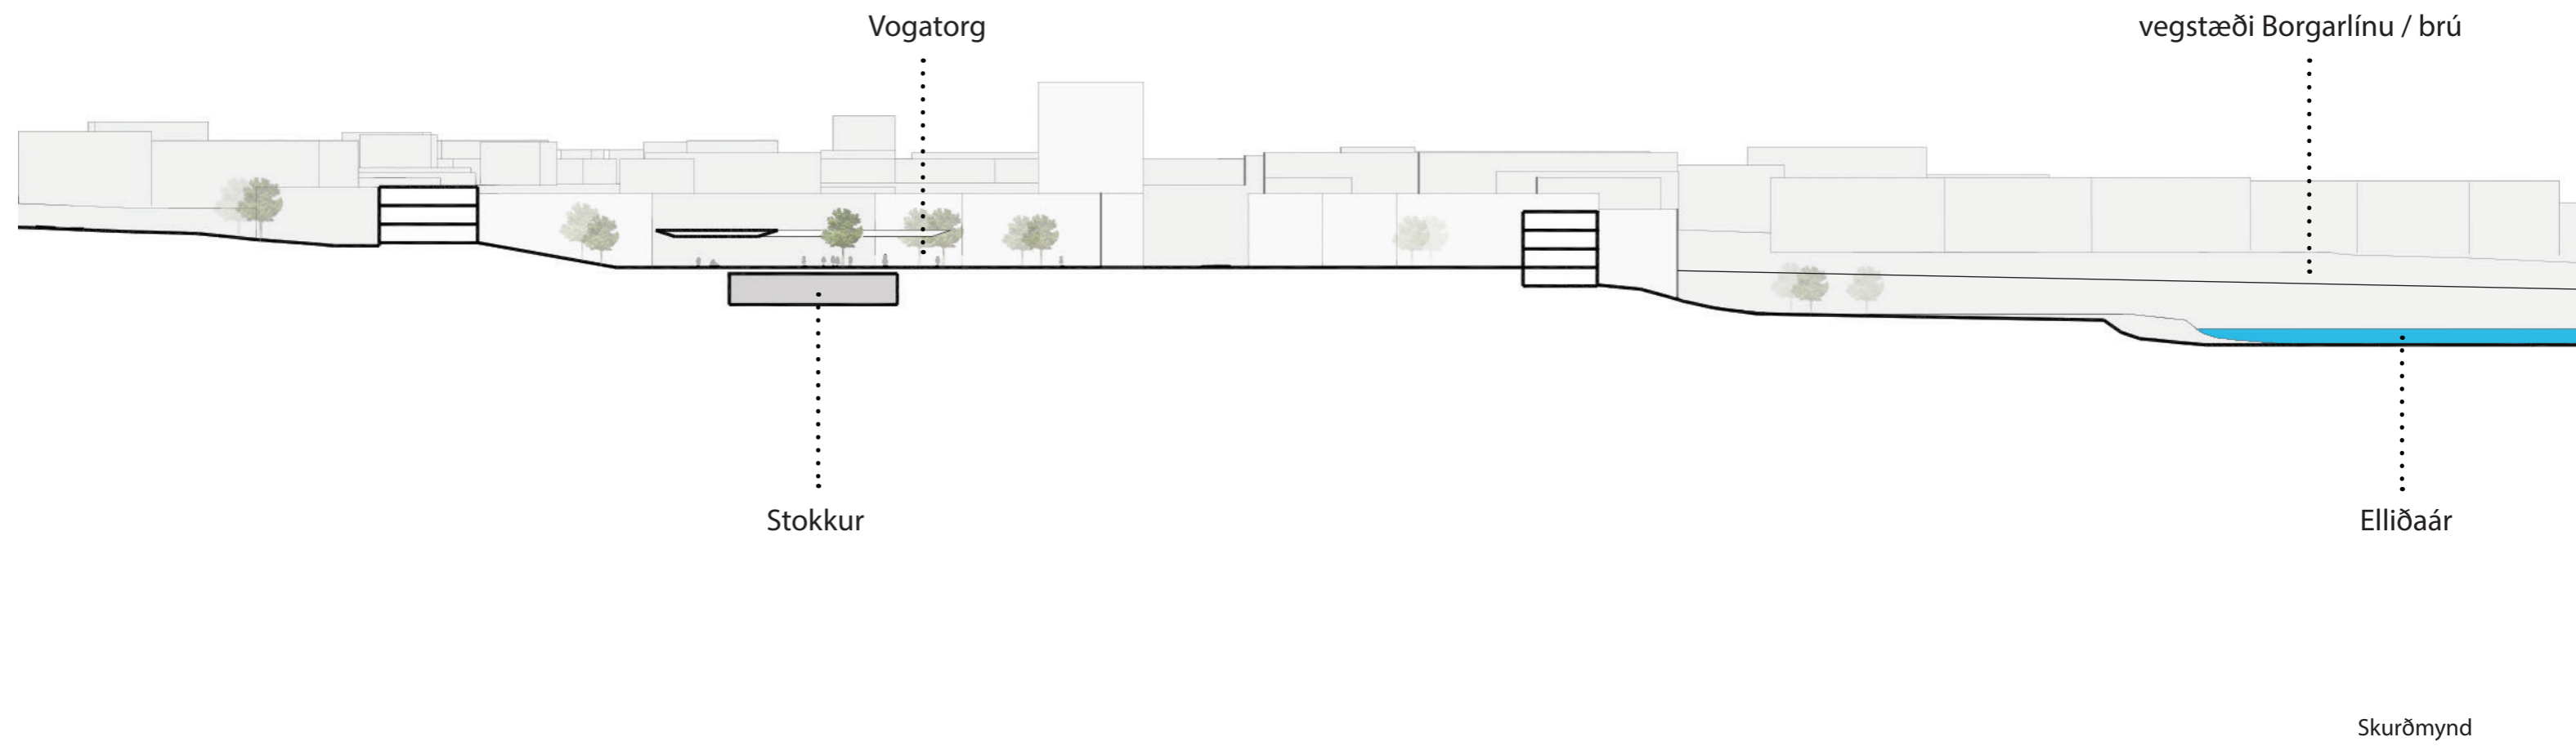 Vogatorg
vegstæði Borgarlínu / brú
Stokkur
Elliðaár
Skurðmynd